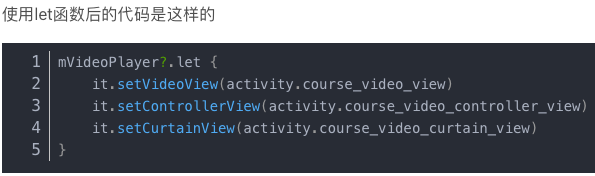 使用let函数后的代码是这样的
1 mVideoPlayer?.let {
2     it.setVideoView(activity.course_video_view)
3     it.setControllerView(activity.course_video_controller_view)
4     it.setCurtainView(activity.course_video_curtain_view)
5 }